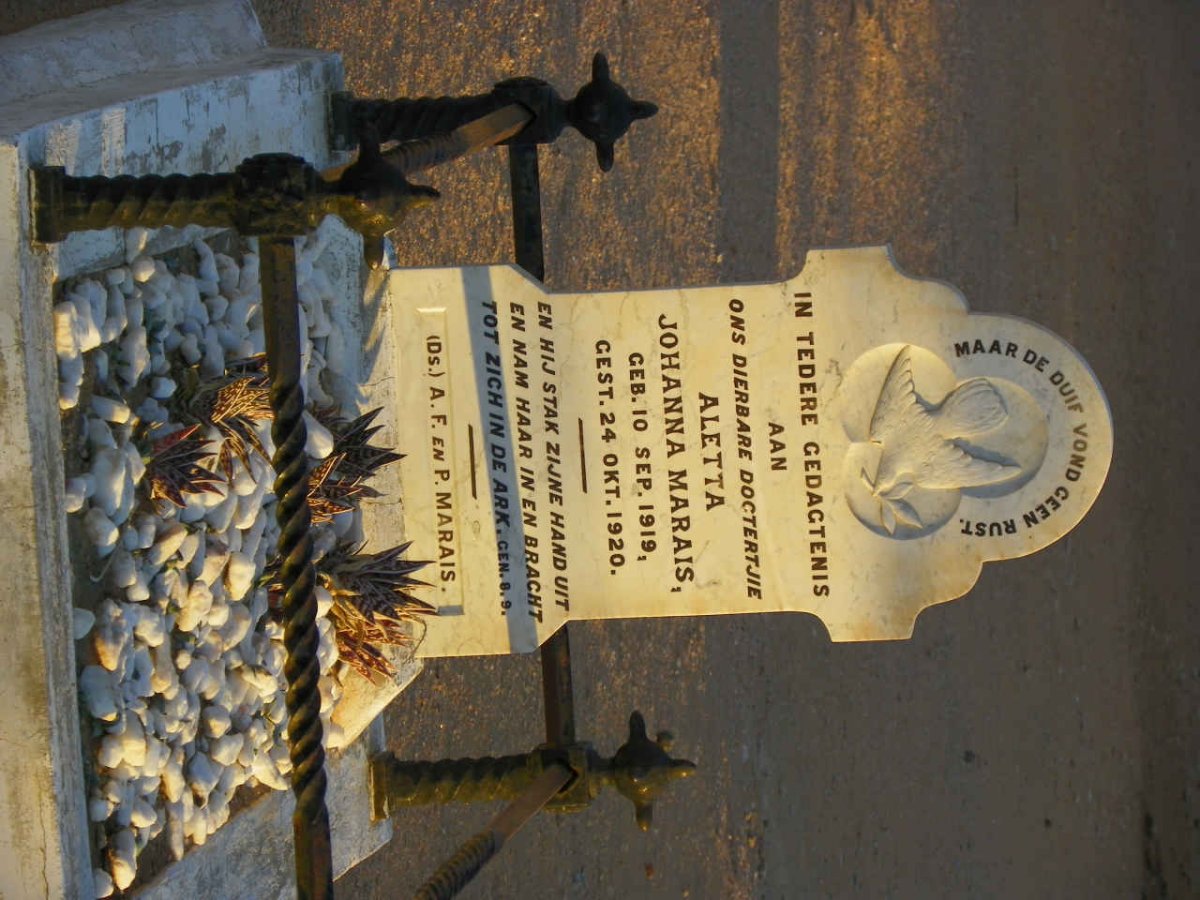 MAAR DE DUIF VOND GEEN RUST.
IN TEDERE GEDAGTENIS
AAN
ONS DIERBARE DOCTERTJIE
ALETTA
JOHANNA MARAIS,
GEB. 10 SEP. 1919,
GEST. 24 OKT. 1920.
EN HIJ STAK ZIJNE HAND UIT
EN NAM HAAR IN EN BRACHT
TOT ZICH IN DE ARK. GEN. 8. 9.
(DS.) A. F. EN P. MARAIS.